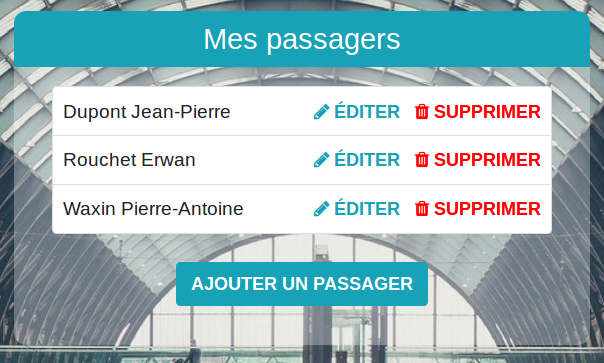 Mes passagers
Dupont Jean-Pierre ÉDITER SUPPRIMER
Rouchet Erwan ÉDITER SUPPRIMER
Waxin Pierre-Antoine ÉDITER SUPPRIMER
AJOUTER UN PASSAGER